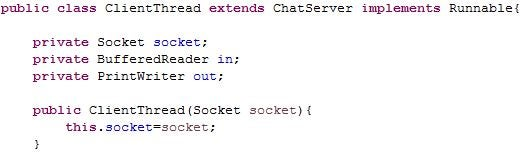 public class ClientThread extends ChatServer implements Runnable{
private Socket socket;
private BufferedReader in;
private PrintWriter out;
public ClientThread(Socket socket){
this.socket=socket;
}